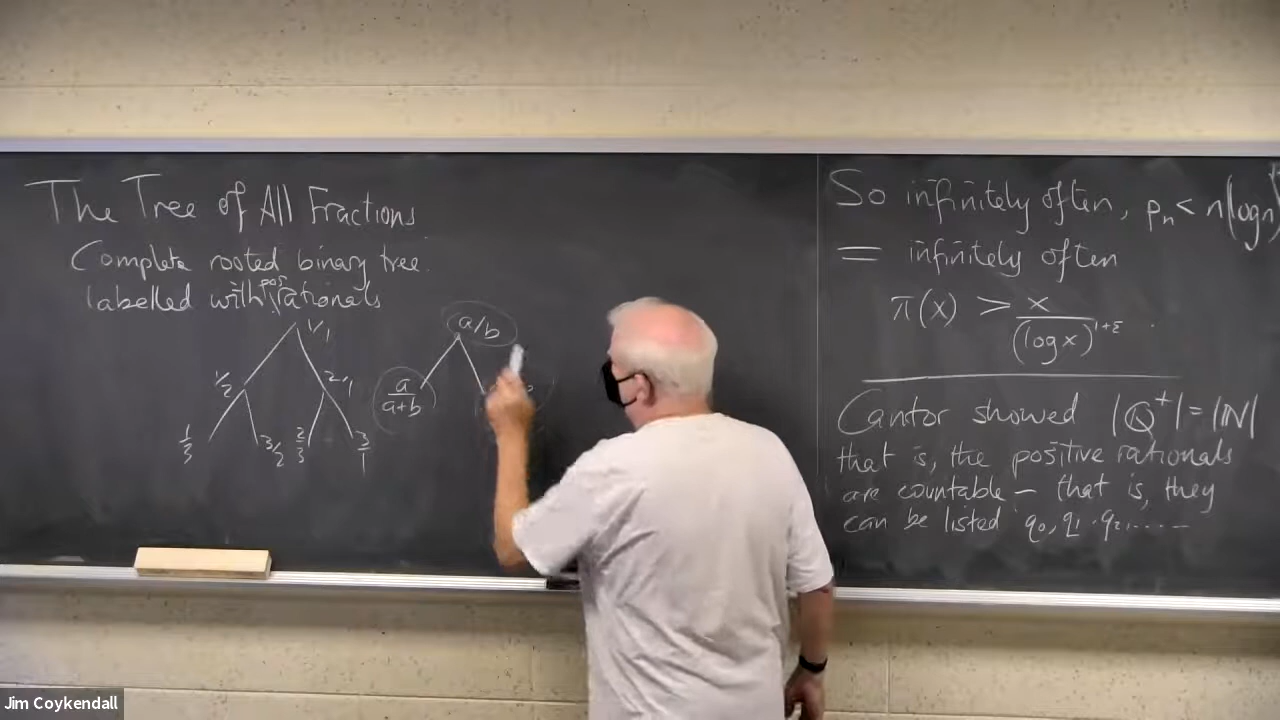 The Tree of All Fractions
Complete rooted binary tree.
labelled with pos rationals
1/1
1/2 2/1
1/3 3/2 2/3 3/1
a/b
a/a+b
So infinitely often, pn < n(log n)
= infinitely often
π(x) > x/(log x)^1+ε
Cantor showed |Q+| = |N|
that is, the positive rationals
are countable – that is, they
can be listed q0, q1, q2, .....
Jim Coykendall